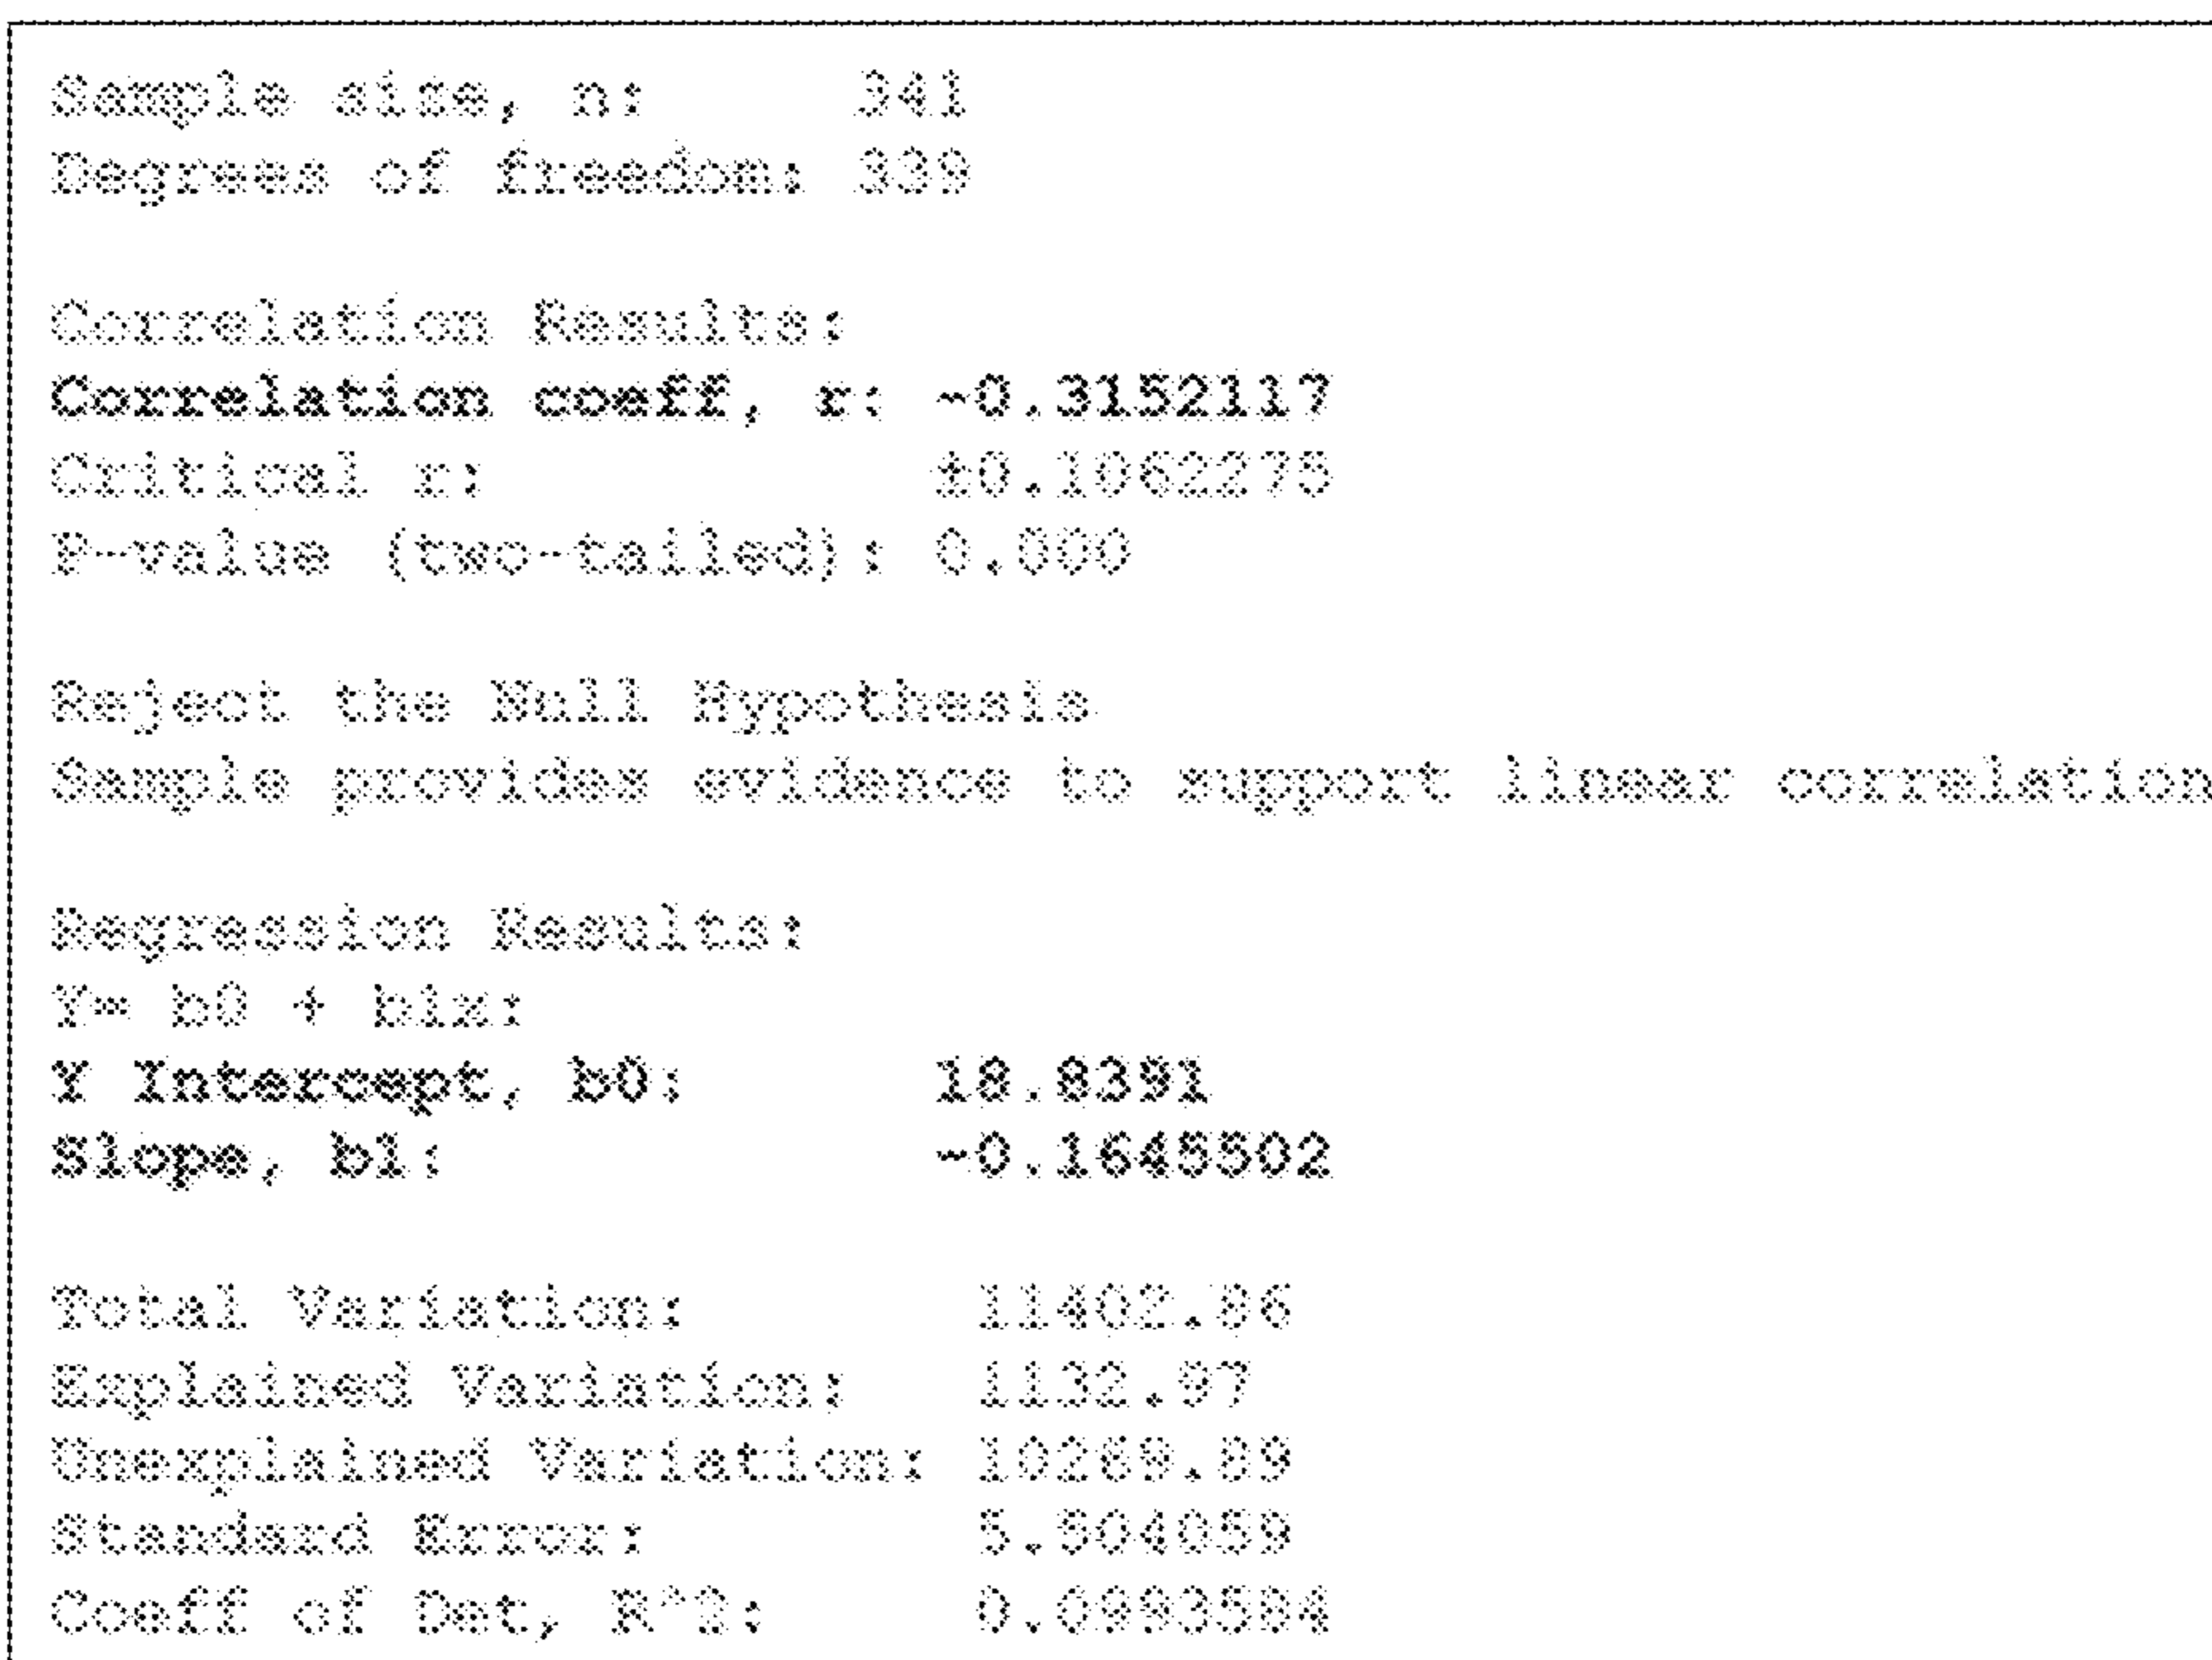 Sample size, n: 341
Degrees of freedom: 339
Correlation Results:
Correlation coeff, r: -0.3152117
Critical r: ±0.1062275
P-value (two-tailed): 0.000
Reject the Null Hypothesis
Sample provides evidence to support linear correlation
Regression Results:
Y= b0 + b1x:
Y Intercept, b0: 18.8391
Slope, b1: -0.1645502
Total Variation: 11402.86
Explained Variation: 1132.97
Unexplained Variation: 10269.89
Standard Error: 5.504059
Coeff of Det, R^2: 0.0993584